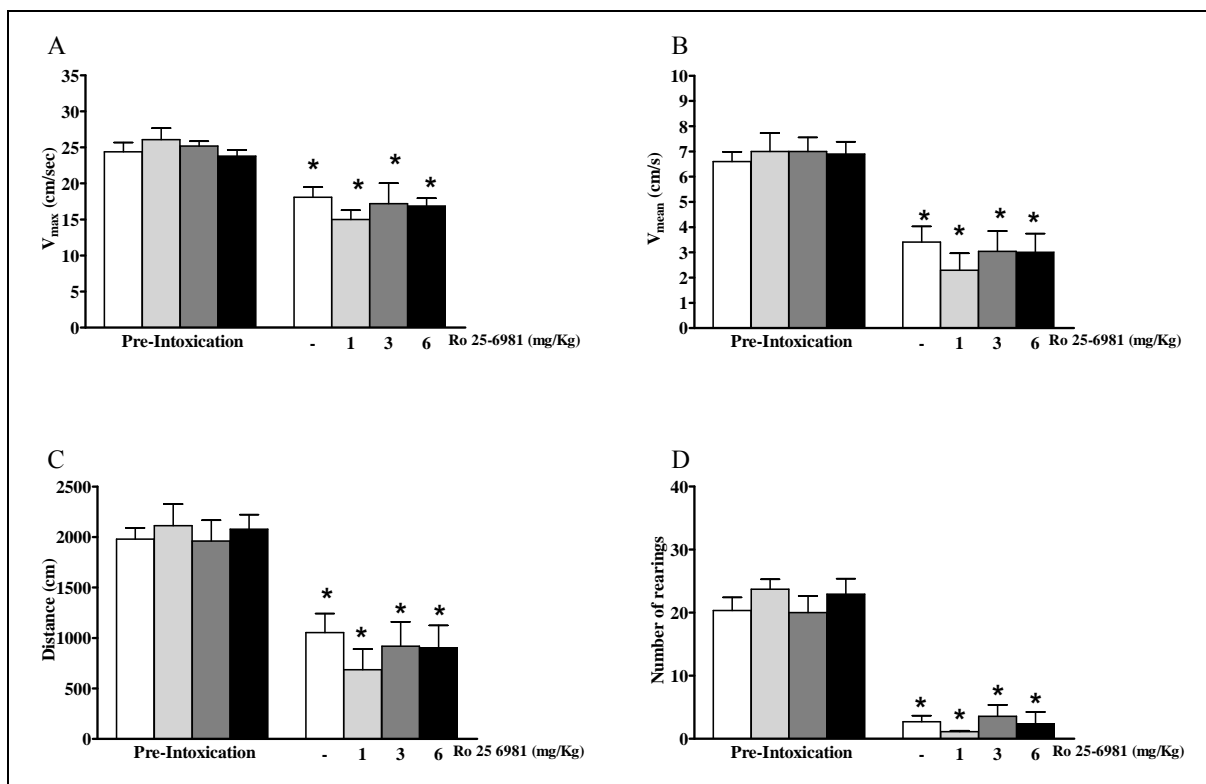 A
35
30
25
20
15
10
5
0
V max (cm/sec)
* * * *
Pre-Intoxication - 1 3 6 Ro 25-6981 (mg/Kg)
B
10
9
8
7
6
5
4
3
2
1
0
V mean (cm/s)
* * * *
Pre-Intoxication - 1 3 6 Ro 25-6981 (mg/Kg)
C
2500
2000
1500
1000
500
0
Distance (cm)
* * * *
Pre-Intoxication - 1 3 6 Ro 25 6981 (mg/Kg)
D
40
30
20
10
0
Number of rearings
* * * *
Pre-Intoxication - 1 3 6 Ro 25-6981 (mg/Kg)